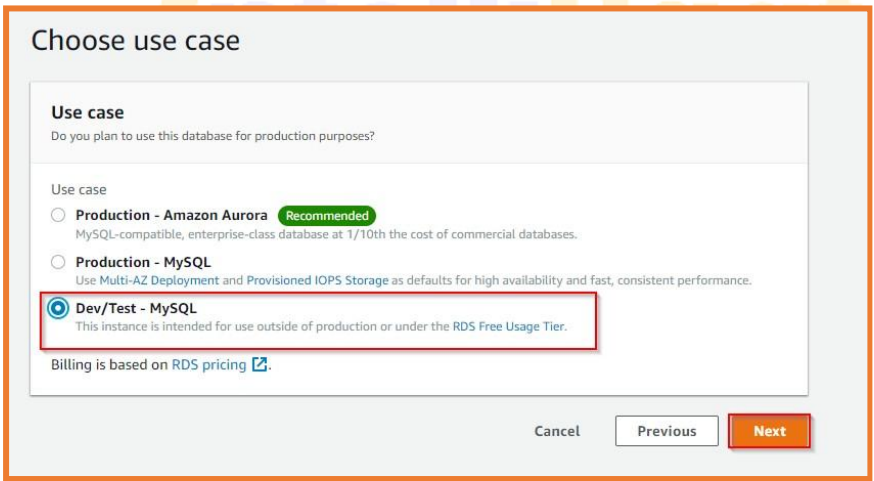 Choose use case
Use case
Do you plan to use this database for production purposes?
Use case
Production - Amazon Aurora Recommended
MySQL-compatible, enterprise-class database at 1/10th the cost of commercial databases.
Production - MySQL
Use Multi-AZ Deployment and Provisioned IOPS Storage as defaults for high availability and fast, consistent performance.
Dev/Test - MySQL
This instance is intended for use outside of production or under the RDS Free Usage Tier.
Billing is based on RDS pricing.
Cancel Previous Next